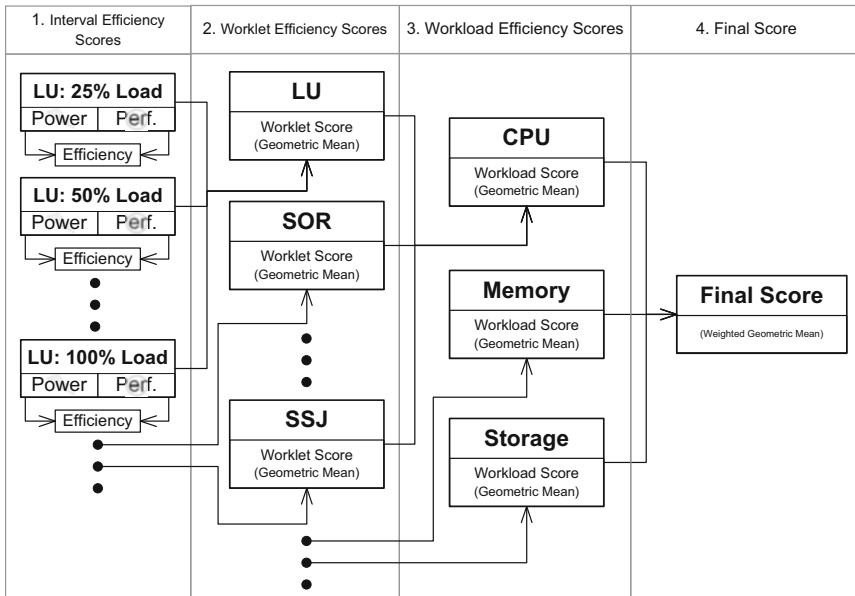 1. Interval Efficiency
Scores
2. Worklet Efficiency Scores
3. Workload Efficiency Scores
4. Final Score
LU: 25% Load
Power
Perf.
Efficiency
LU: 50% Load
Power
Perf.
Efficiency
LU: 100% Load
Power
Perf.
Efficiency
LU
Worklet Score
(Geometric Mean)
SOR
Worklet Score
(Geometric Mean)
SSJ
Worklet Score
(Geometric Mean)
CPU
Workload Score
(Geometric Mean)
Memory
Workload Score
(Geometric Mean)
Storage
Workload Score
(Geometric Mean)
Final Score
(Weighted Geometric Mean)